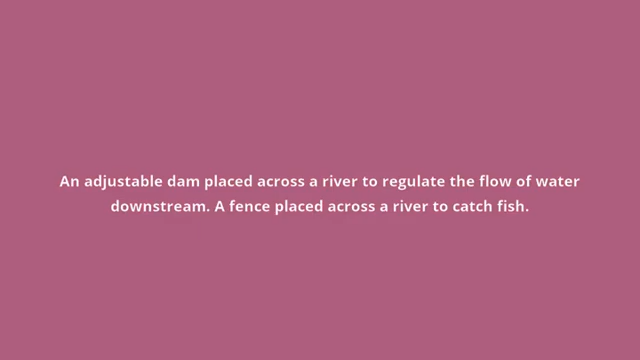 An adjustable dam placed across a river to regulate the flow of water
downstream. A fence placed across a river to catch fish.